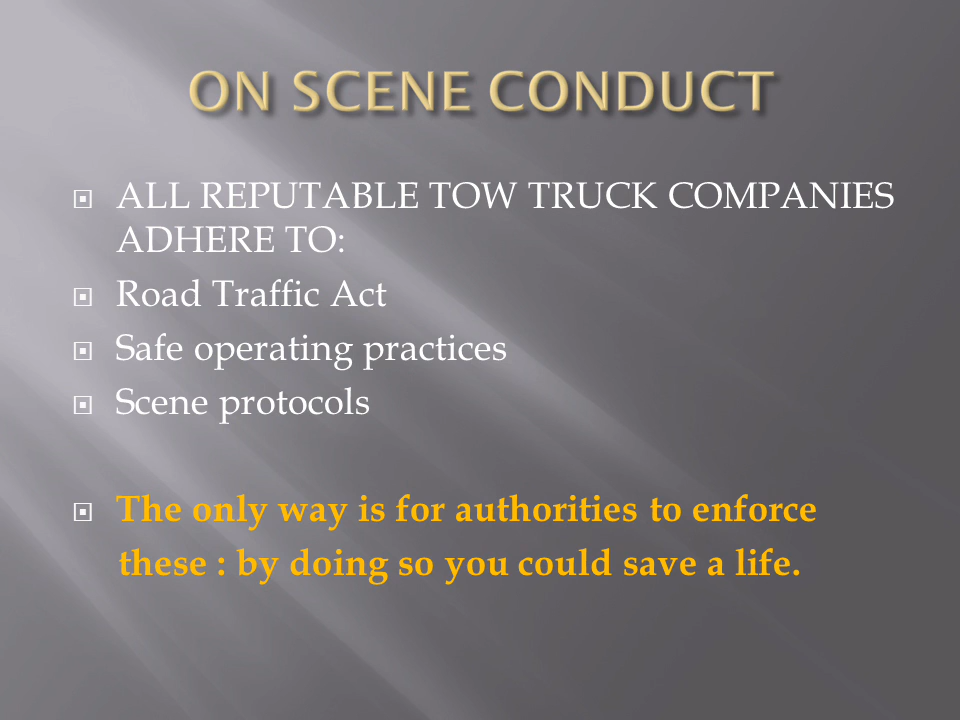 ON SCENE CONDUCT
ALL REPUTABLE TOW TRUCK COMPANIES
ADHERE TO:
Road Traffic Act
Safe operating practices
Scene protocols
The only way is for authorities to enforce
these : by doing so you could save a life.